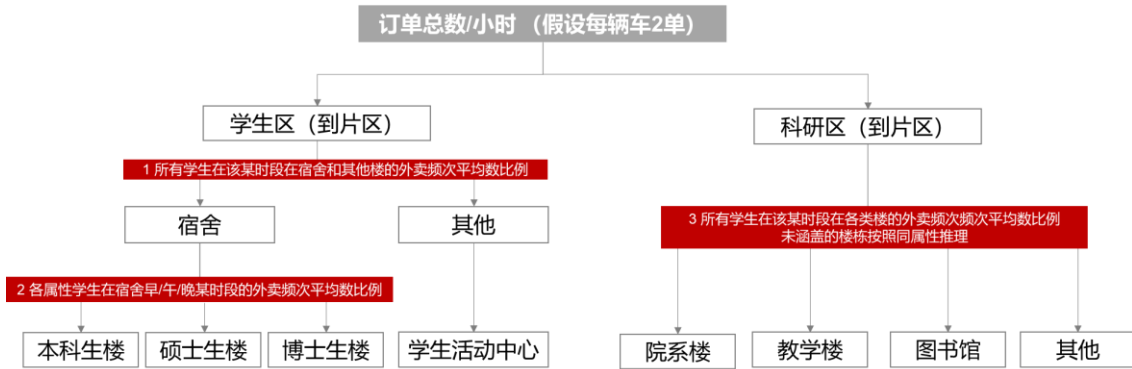 订单总数/小时 （假设每辆车2单）
学生区（到片区）
科研区（到片区）
1 所有学生在该某时段在宿舍和其他楼的外卖频次平均数比例
宿舍
其他
3 所有学生在该某时段在各类楼的外卖频次频次平均数比例
未涵盖的楼栋按照同属性推理
2 各属性学生在宿舍早/午/晚某时段的外卖频次平均数比例
本科生楼
硕士生楼
博士生楼
学生活动中心
院系楼
教学楼
图书馆
其他